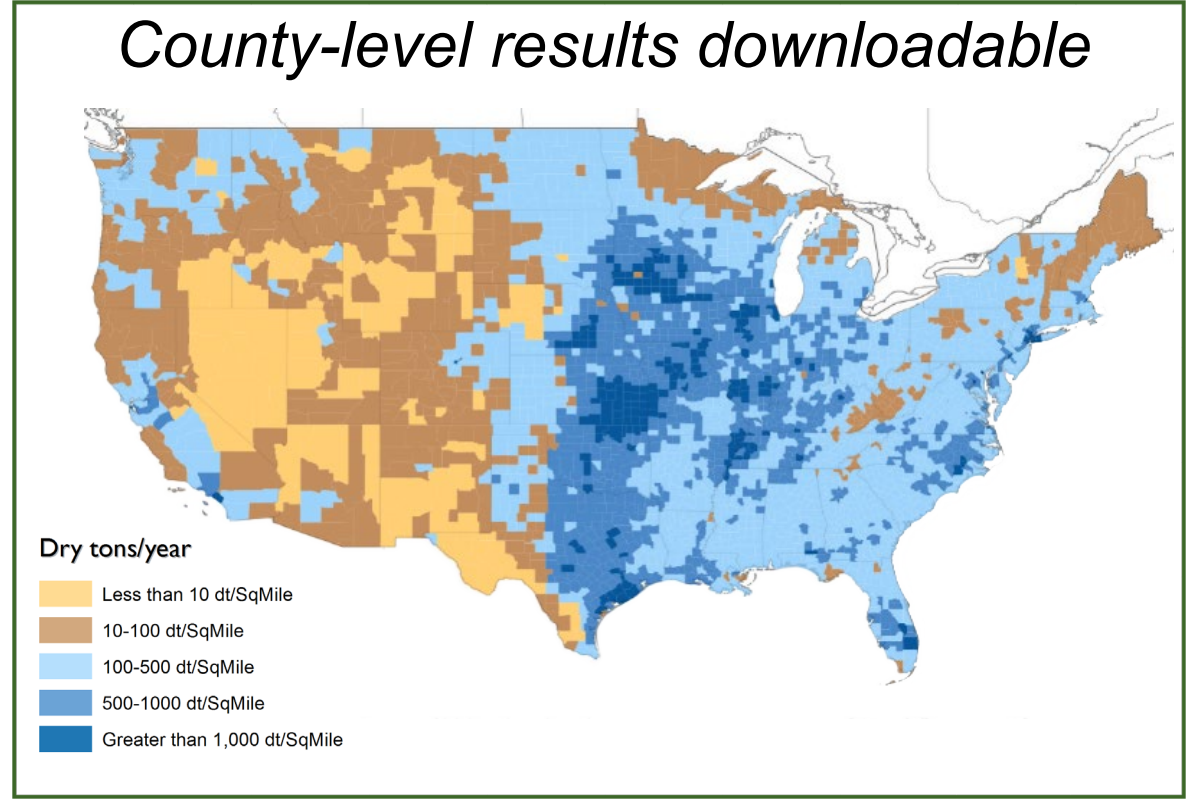 County-level results downloadable
Dry tons/year
Less than 10 dt/SqMile
10-100 dt/SqMile
100-500 dt/SqMile
500-1000 dt/SqMile
Greater than 1,000 dt/SqMile